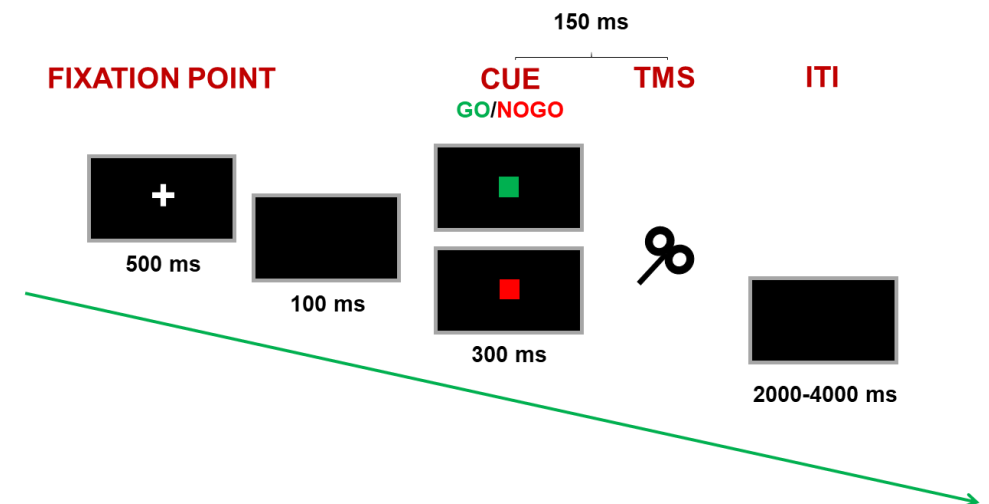 150 ms
FIXATION POINT
CUE
TMS
ITI
GO/NOGO
500 ms
100 ms
300 ms
2000-4000 ms